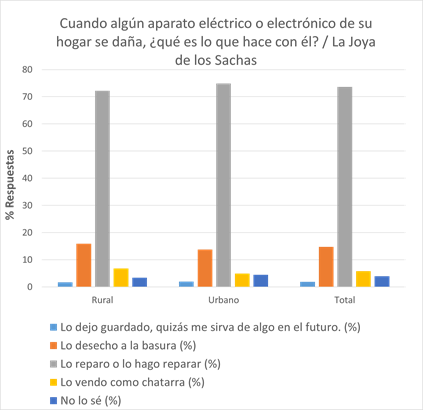 Cuando algún aparato eléctrico o electrónico de su
hogar se daña, ¿qué es lo que hace con él? / La Joya
de los Sachas
80
70
60
50
40
30
20
10
0
% Respuestas
Rural
Urbano
Total
Lo dejo guardado, quizás me sirva de algo en el futuro. (%)
Lo desecho a la basura (%)
Lo reparo o lo hago reparar (%)
Lo vendo como chatarra (%)
No lo sé (%)